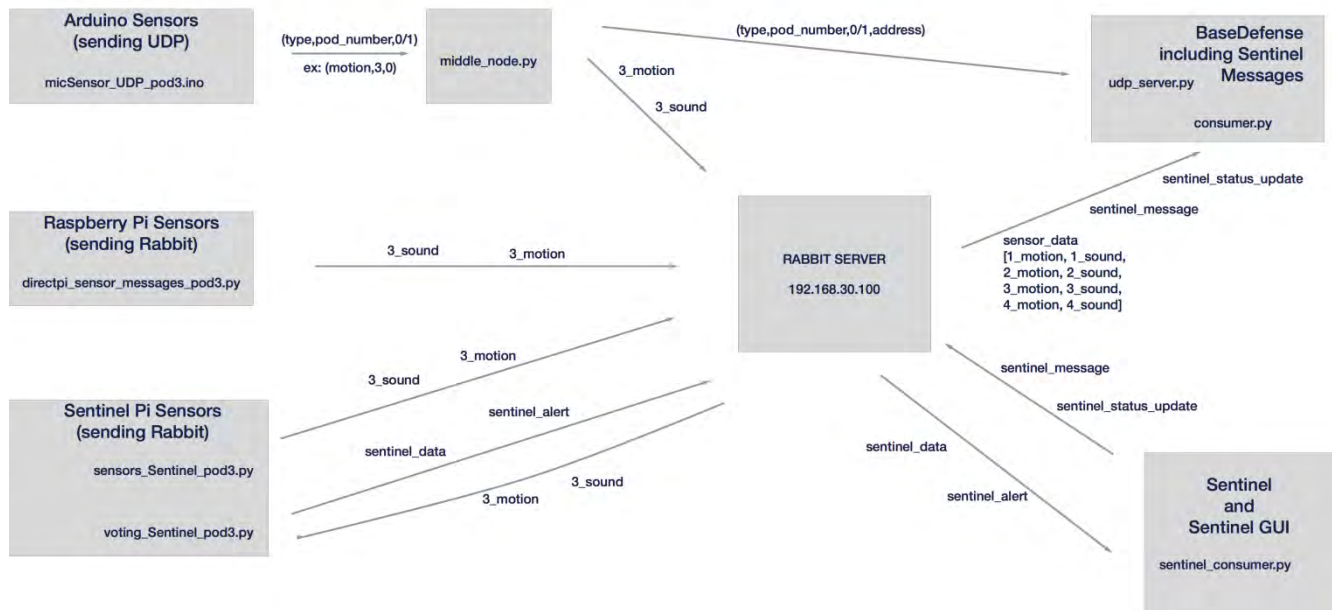 Arduino Sensors
(sending UDP)
micSensor_UDP_pod3.ino
(type,pod_number,0/1)
ex: (motion,3,0)
middle_node.py
(type,pod_number,0/1,address)
3_motion
3_sound
BaseDefense
including Sentinel
Messages
udp_server.py
consumer.py
Raspberry Pi Sensors
(sending Rabbit)
directpi_sensor_messages_pod3.py
3_sound
3_motion
RABBIT SERVER
192.168.30.100
sentinel_status_update
sentinel_message
sensor_data
[1_motion, 1_sound,
2_motion, 2_sound,
3_motion, 3_sound,
4_motion, 4_sound]
Sentinel Pi Sensors
(sending Rabbit)
sensors_Sentinel_pod3.py
voting_Sentinel_pod3.py
3_motion
3_sound
sentinel_alert
sentinel_data
3_sound
3_motion
sentinel_message
sentinel_status_update
sentinel_data
sentinel_alert
Sentinel
and
Sentinel GUI
sentinel_consumer.py